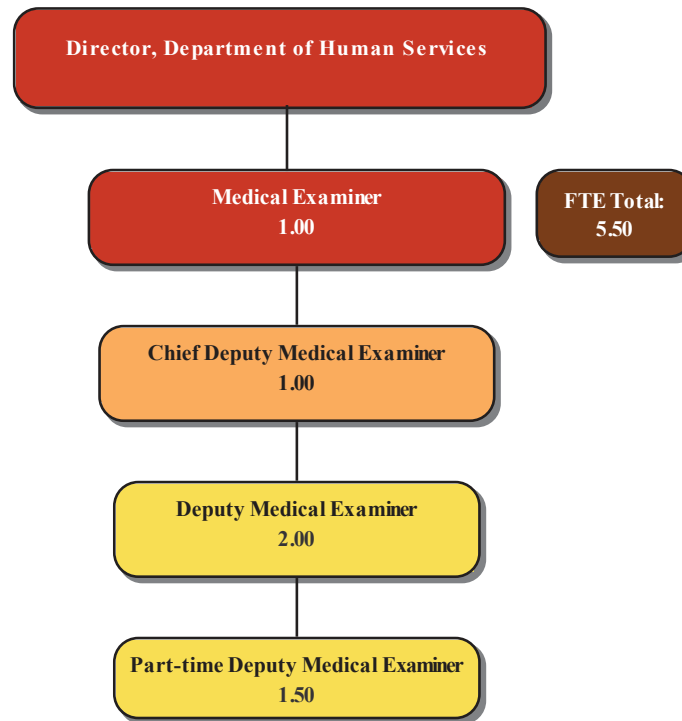 Director, Department of Human Services
Medical Examiner
1.00
FTE Total:
5.50
Chief Deputy Medical Examiner
1.00
Deputy Medical Examiner
2.00
Part-time Deputy Medical Examiner
1.50